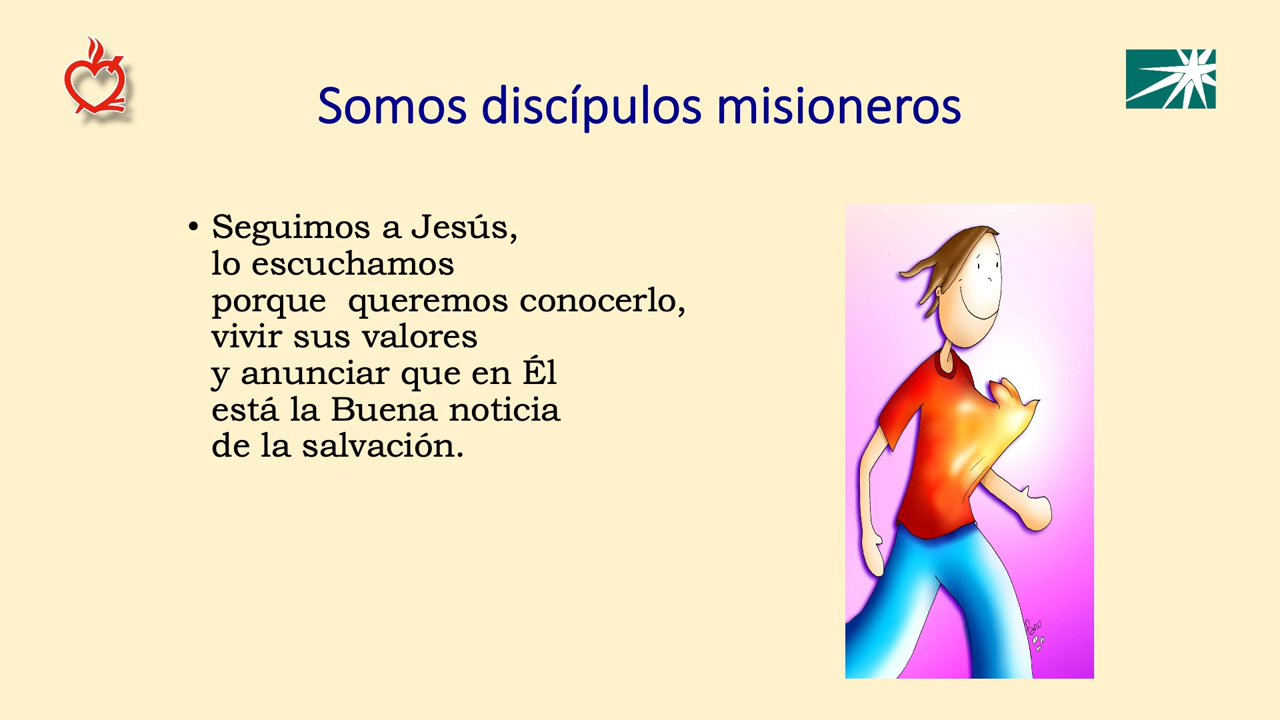 Somos discípulos misioneros
• Seguimos a Jesús,
lo escuchamos
porque  queremos conocerlo,
vivir sus valores
y anunciar que en Él
está la Buena noticia
de la salvación.
Fano